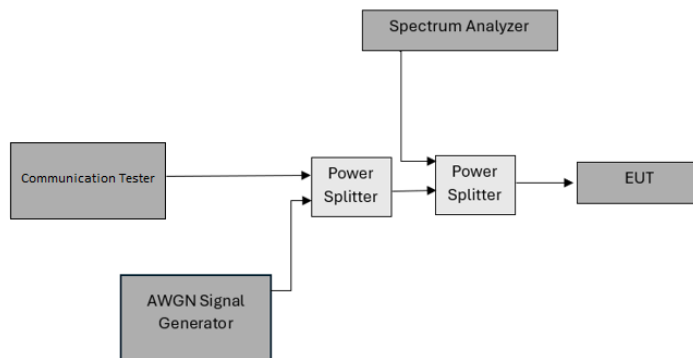 Spectrum Analyzer
Communication Tester
Power
Splitter
Power
Splitter
EUT
AWGN Signal
Generator